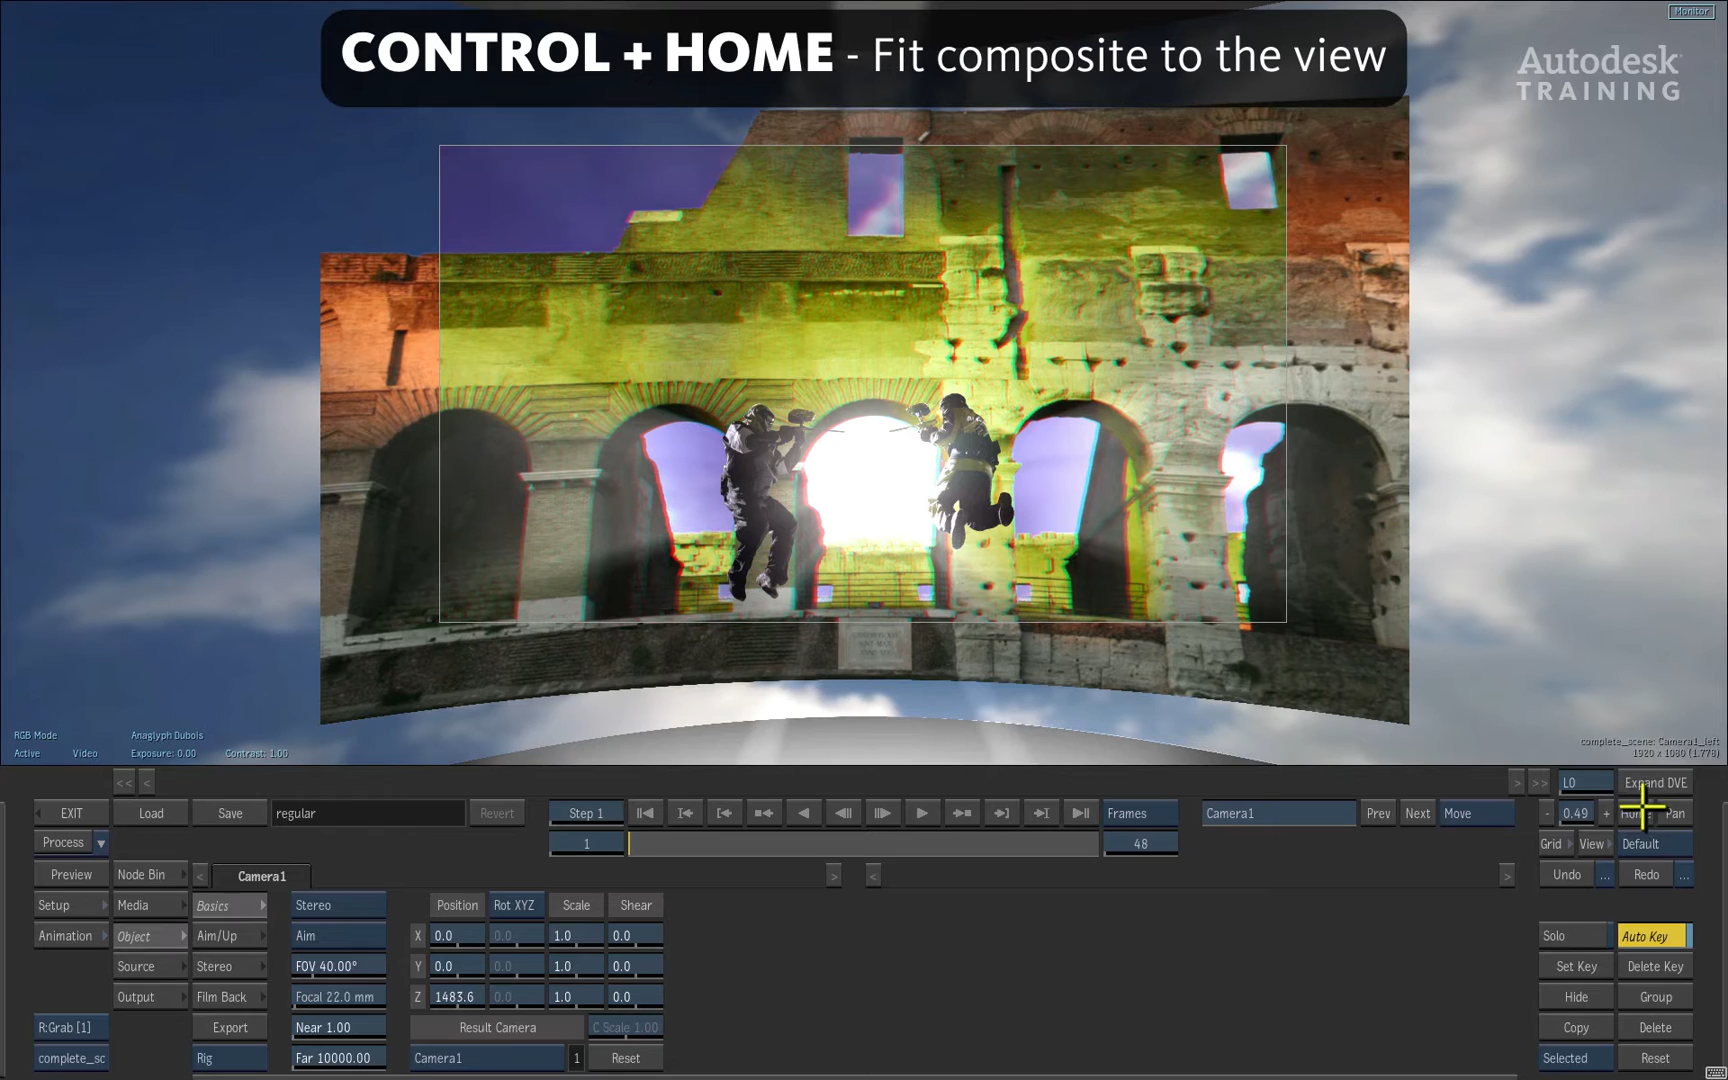 Monitor
CONTROL + HOME - Fit composite to the view
Autodesk
TRAINING
RGB Mode
Anaglyph Dubois
Active
Video
Exposure: 0.00
Contrast: 1.00
complete_scene: Camera1_left
1920 x 1080 (1.778)
<< <
> >> L0 Expand DVE
EXIT Load Save regular Revert Step 1 Frames Camera1 Prev Next Move - 0.49 + Home Pan
Process 1 48 Grid View Default
Preview Node Bin < Camera1 > < > Undo ... Redo ...
Setup Media Basics Stereo Position Rot XYZ Scale Shear
Animation Object Aim/Up Aim X 0.0 0.0 1.0 0.0 Solo Auto Key
Source Stereo FOV 40.00° Y 0.0 0.0 1.0 0.0 Set Key Delete Key
Output Film Back Focal 22.0 mm Z 1483.6 0.0 1.0 0.0 Hide Group
R:Grab [1] Export Near 1.00 Result Camera C Scale 1.00 Copy Delete
complete_sc Rig Far 10000.00 Camera1 1 Reset Selected Reset